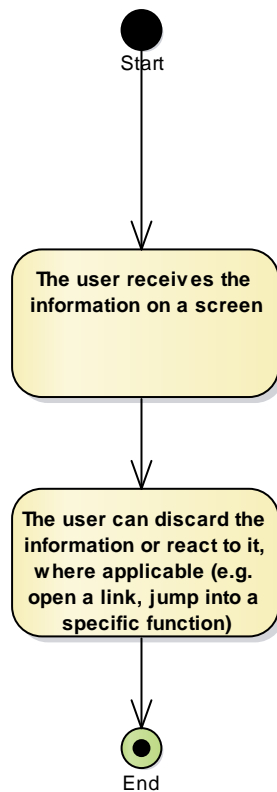 Start
The user receives the
information on a screen
The user can discard the
information or react to it,
where applicable (e.g.
open a link, jump into a
specific function)
End